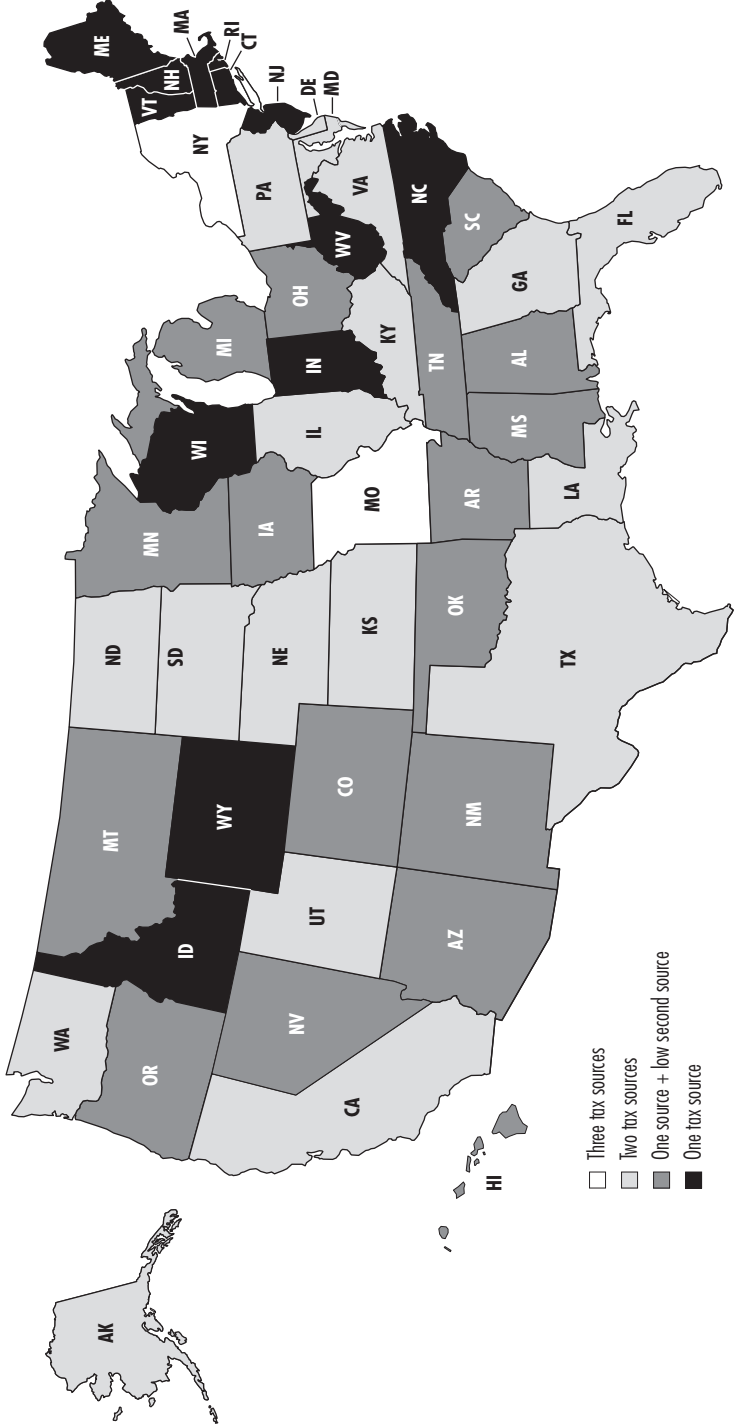 WA
OR
CA
NV
ID
MT
WY
UT
AZ
CO
NM
ND
SD
NE
KS
OK
TX
MN
IA
MO
AR
LA
WI
IL
MI
IN
OH
KY
TN
MS
AL
GA
FL
SC
NC
VA
WV
PA
NY
VT
NH
ME
MA
RI
CT
NJ
DE
MD
AK
HI
Three tax sources
Two tax sources
One source + low second source
One tax source